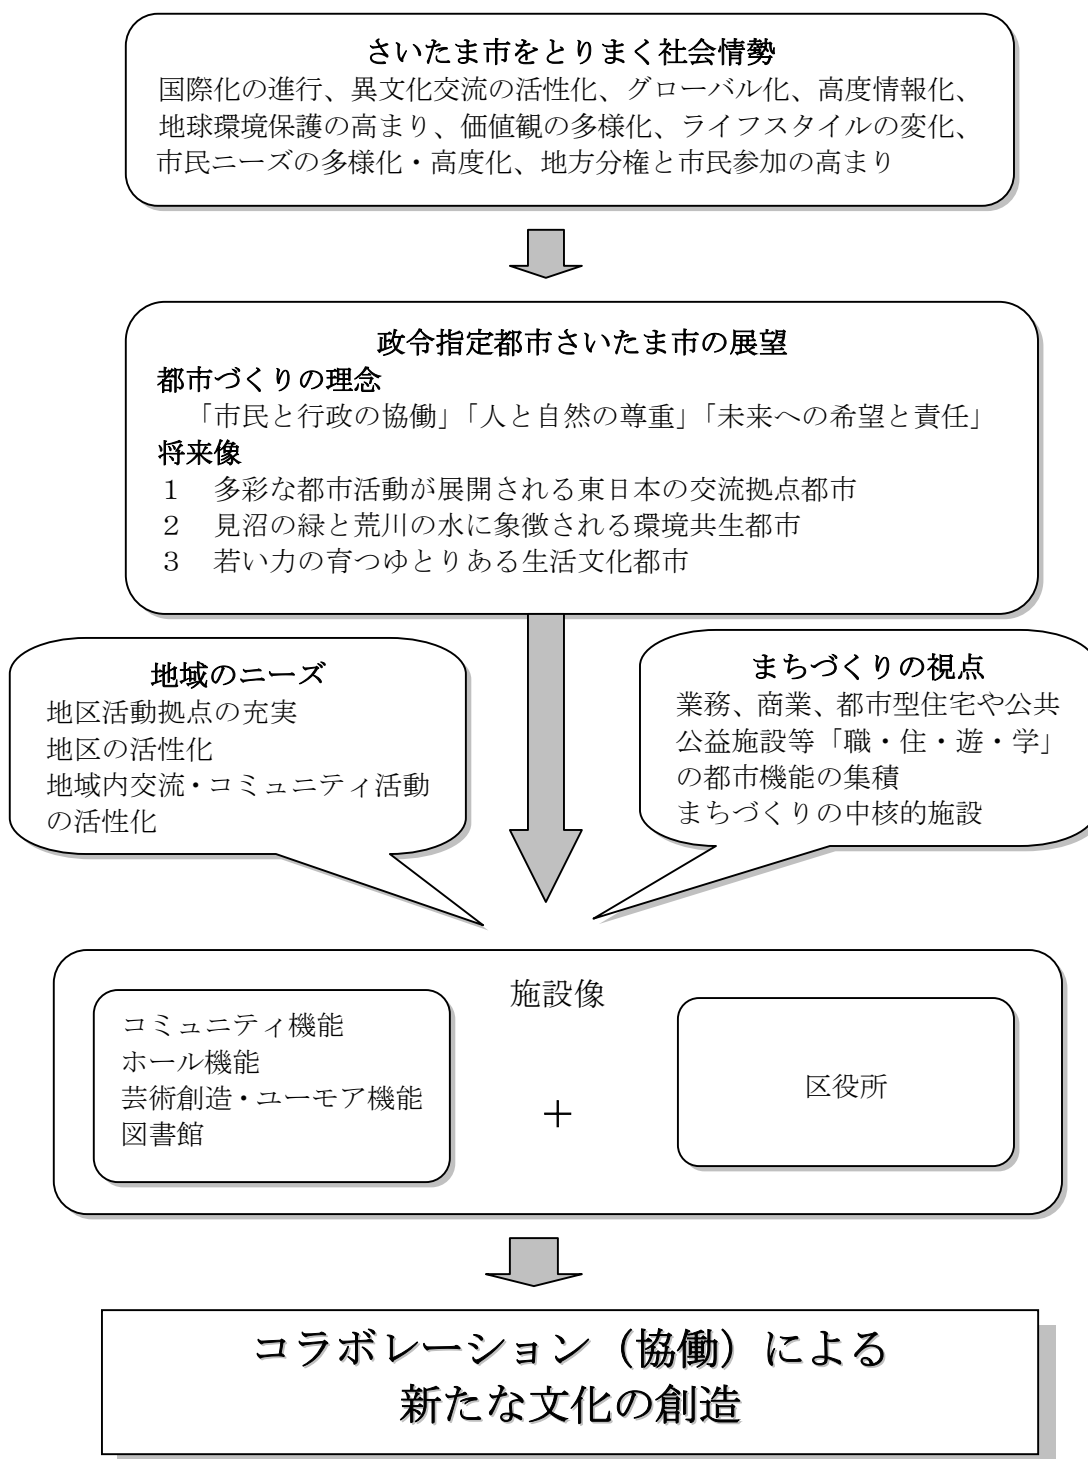 さいたま市をとりまく社会情勢
国際化の進行、異文化交流の活性化、グローバル化、高度情報化、
地球環境保護の高まり、価値観の多様化、ライフスタイルの変化、
市民ニーズの多様化・高度化、地方分権と市民参加の高まり
政令指定都市さいたま市の展望
都市づくりの理念
「市民と行政の協働」「人と自然の尊重」「未来への希望と責任」
将来像
１　多彩な都市活動が展開される東日本の交流拠点都市
２　見沼の緑と荒川の水に象徴される環境共生都市
３　若い力の育つゆとりある生活文化都市
地域のニーズ
地区活動拠点の充実
地区の活性化
地域内交流・コミュニティ活動
の活性化
まちづくりの視点
業務、商業、都市型住宅や公共
公益施設等「職・住・遊・学」
の都市機能の集積
まちづくりの中核的施設
施設像
コミュニティ機能
ホール機能
芸術創造・ユーモア機能
図書館
＋
区役所
コラボレーション（協働）による
新たな文化の創造